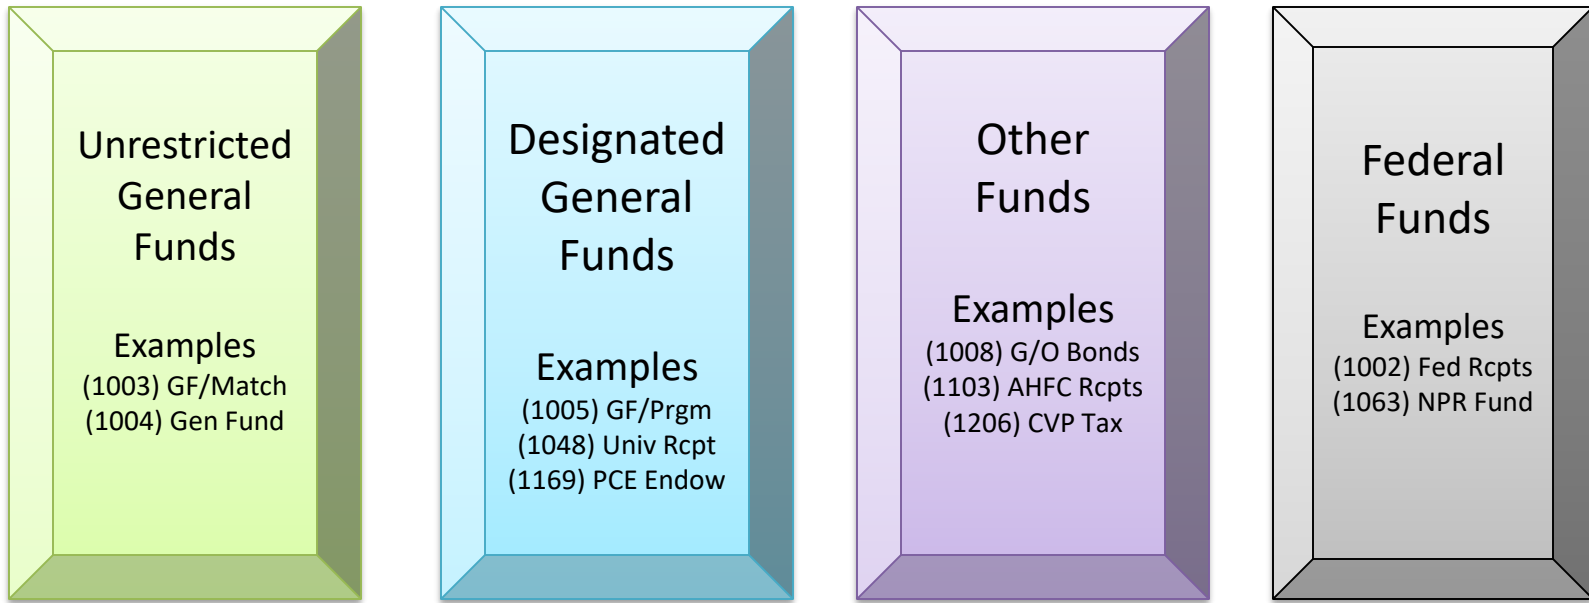 Unrestricted
General
Funds
Examples
(1003) GF/Match
(1004) Gen Fund
Designated
General
Funds
Examples
(1005) GF/Prgm
(1048) Univ Rcpt
(1169) PCE Endow
Other
Funds
Examples
(1008) G/O Bonds
(1103) AHFC Rcpts
(1206) CVP Tax
Federal
Funds
Examples
(1002) Fed Rcpts
(1063) NPR Fund